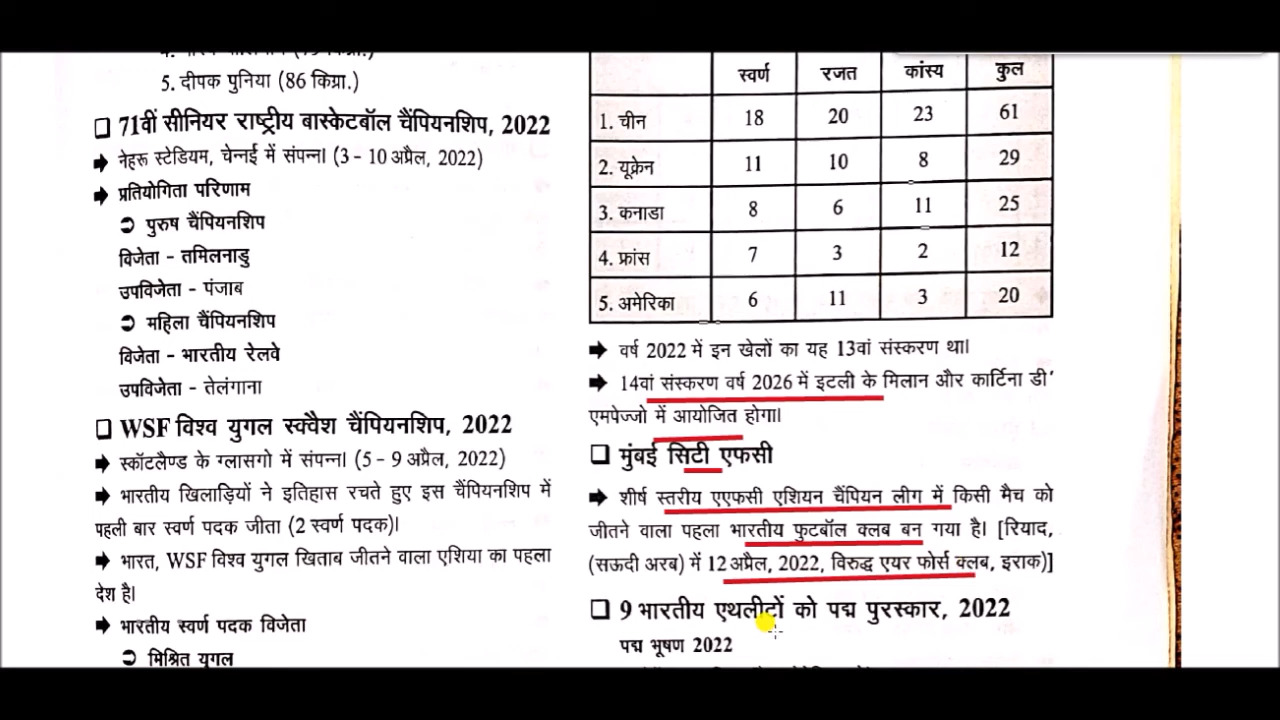 5. दीपक पुनिया (86 किग्रा.)
❑ 71वीं सीनियर राष्ट्रीय बास्केटबॉल चैंपियनशिप, 2022
➡ नेहरू स्टेडियम, चेन्नई में संपन्न। (3 - 10 अप्रैल, 2022)
➡ प्रतियोगिता परिणाम
➲ पुरुष चैंपियनशिप
विजेता - तमिलनाडु
उपविजेता - पंजाब
➲ महिला चैंपियनशिप
विजेता - भारतीय रेलवे
उपविजेता - तेलंगाना
❑ WSF विश्व युगल स्क्वैश चैंपियनशिप, 2022
➡ स्कॉटलैण्ड के ग्लासगो में संपन्न। (5 - 9 अप्रैल, 2022)
➡ भारतीय खिलाड़ियों ने इतिहास रचते हुए इस चैंपियनशिप में
पहली बार स्वर्ण पदक जीता (2 स्वर्ण पदक)।
➡ भारत, WSF विश्व युगल खिताब जीतने वाला एशिया का पहला
देश है।
➡ भारतीय स्वर्ण पदक विजेता
➲ मिश्रित युगल
स्वर्ण रजत कांस्य कुल
1. चीन 18 20 23 61
2. यूक्रेन 11 10 8 29
3. कनाडा 8 6 11 25
4. फ्रांस 7 3 2 12
5. अमेरिका 6 11 3 20
➡ वर्ष 2022 में इन खेलों का यह 13वां संस्करण था।
➡ 14वां संस्करण वर्ष 2026 में इटली के मिलान और कार्टिना डी'
एमपेज्जो में आयोजित होगा।
❑ मुंबई सिटी एफसी
➡ शीर्ष स्तरीय एएफसी एशियन चैंपियन लीग में किसी मैच को
जीतने वाला पहला भारतीय फुटबॉल क्लब बन गया है। [रियाद,
(सऊदी अरब) में 12 अप्रैल, 2022, विरुद्ध एयर फोर्स क्लब, इराक)]
❑ 9 भारतीय एथलीटों को पद्म पुरस्कार, 2022
पद्म भूषण 2022